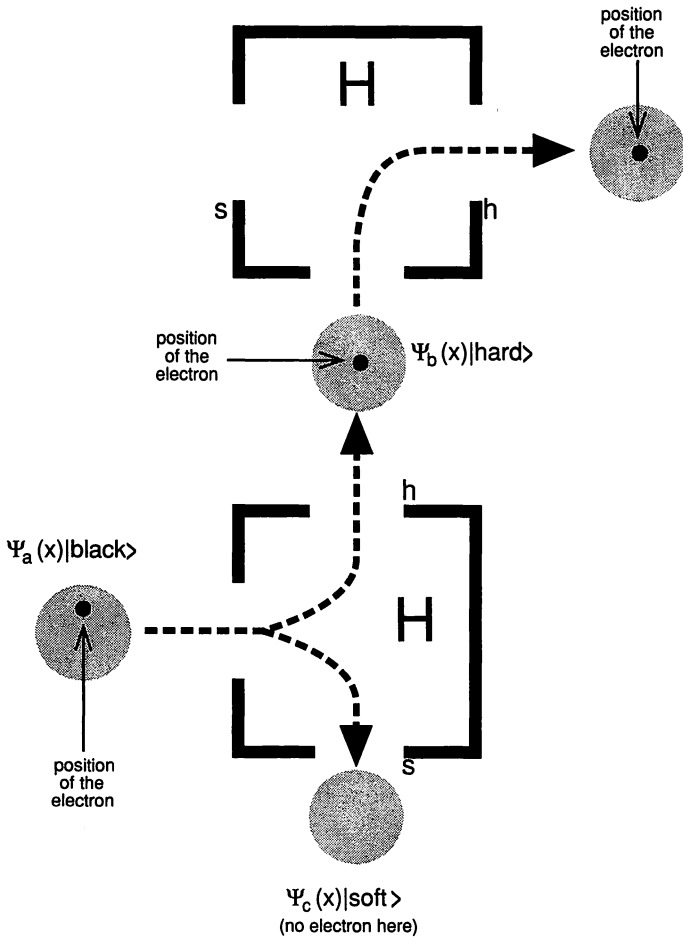 position
of the
electron
H
s
h
position
of the
electron
Ψb(x)|hard>
h
Ψa(x)|black>
H
position
of the
electron
s
Ψc(x)|soft>
(no electron here)